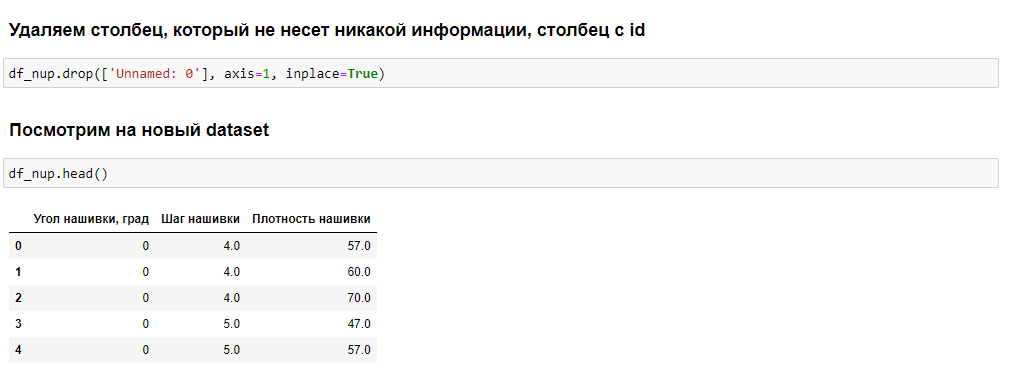 Удаляем столбец, который не несет никакой информации, столбец с id
df_nup.drop(['Unnamed: 0'], axis=1, inplace=True)
Посмотрим на новый dataset
df_nup.head()
Угол нашивки, град Шаг нашивки Плотность нашивки
0 0 4.0 57.0
1 0 4.0 60.0
2 0 4.0 70.0
3 0 5.0 47.0
4 0 5.0 57.0